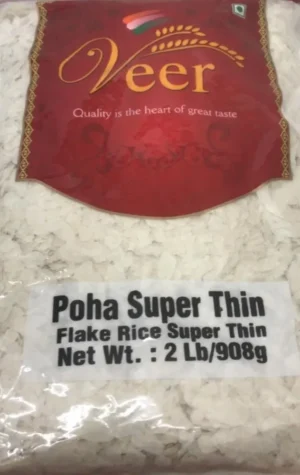 Veer
Quality is the heart of great taste
Poha Super Thin
Flake Rice Super Thin
Net Wt. : 2 Lb/908g